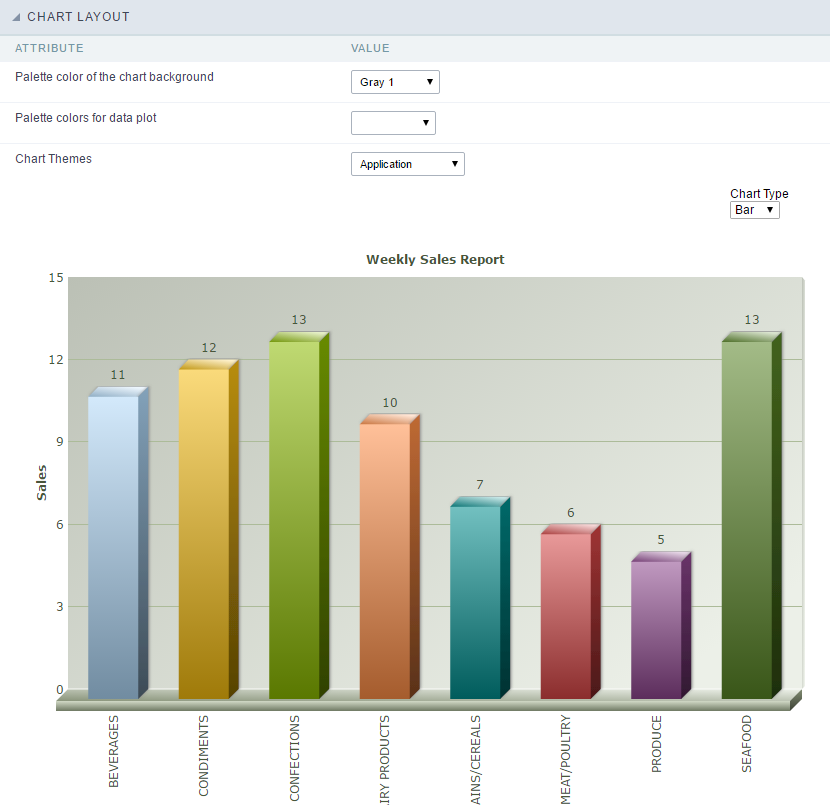 CHART LAYOUT
ATTRIBUTE VALUE
Palette color of the chart background Gray 1
Palette colors for data plot
Chart Themes Application
Chart Type
Bar
Weekly Sales Report
15
12
9
6
3
0
Sales
11
12
13
10
7
6
5
13
BEVERAGES
CONDIMENTS
CONFECTIONS
IRY PRODUCTS
AINS/CEREALS
MEAT/POULTRY
PRODUCE
SEAFOOD